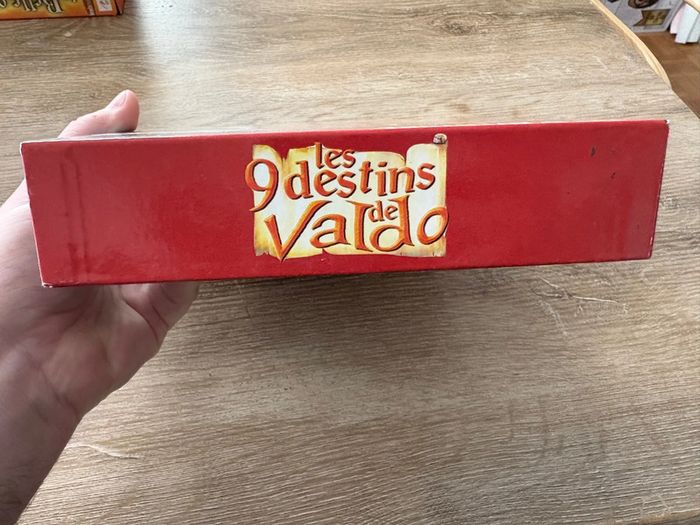 les
9 destins
de
Valdo